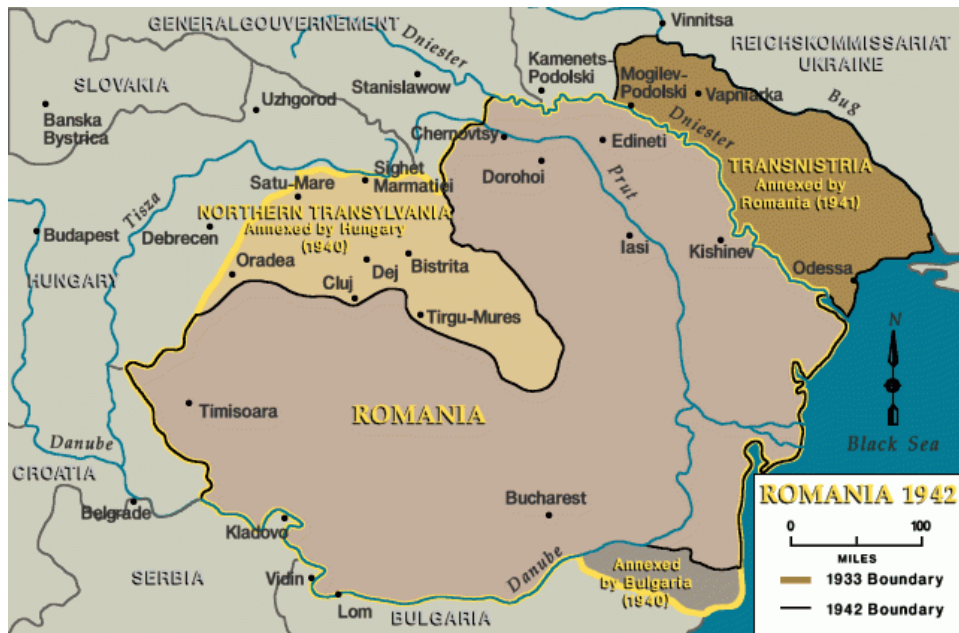 GENERALGOUVERNEMENT
Vinnitsa
REICHSKOMMISSARIAT
UKRAINE
Dniester
Kamenets-
Podolski
Mogilev-
Podolski
Vapniarka
Bug
SLOVAKIA
Stanislawow
Uzhgorod
Banska
Bystrica
Chernovtsy
Edineti
Dniester
TRANSNISTRIA
Annexed by
Romania (1941)
Sighet
Marmatiei
Dorohoi
Prut
Satu-Mare
Tisza
NORTHERN TRANSYLVANIA
Annexed by Hungary
(1940)
Budapest
Debrecen
Iasi
Kishinev
HUNGARY
Oradea
Dej
Bistrita
Odessa
Cluj
Tirgu-Mures
N
Timisoara
ROMANIA
Danube
Black Sea
CROATIA
Belgrade
Bucharest
Kladovo
SERBIA
Vidin
Danube
Annexed
by Bulgaria
(1940)
Lom
BULGARIA
ROMANIA 1942
0 100
MILES
1933 Boundary
1942 Boundary